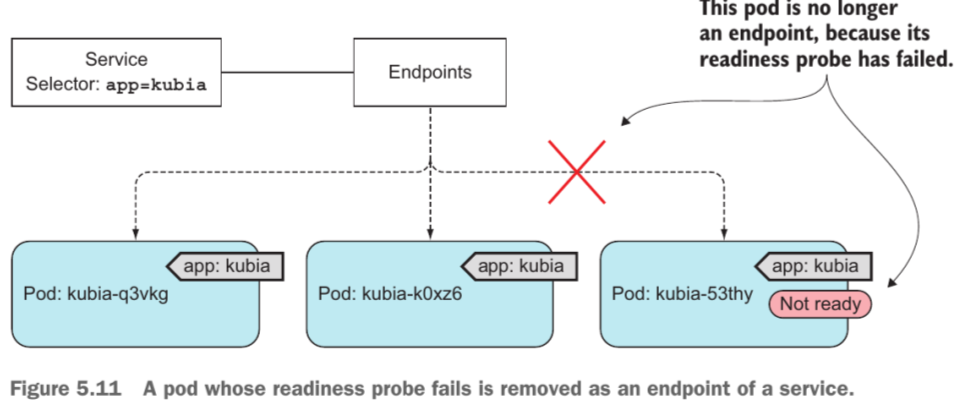 This pod is no longer
an endpoint, because its
readiness probe has failed.
Service
Selector: app=kubia
Endpoints
app: kubia
Pod: kubia-q3vkg
app: kubia
Pod: kubia-k0xz6
app: kubia
Pod: kubia-53thy
Not ready
Figure 5.11 A pod whose readiness probe fails is removed as an endpoint of a service.